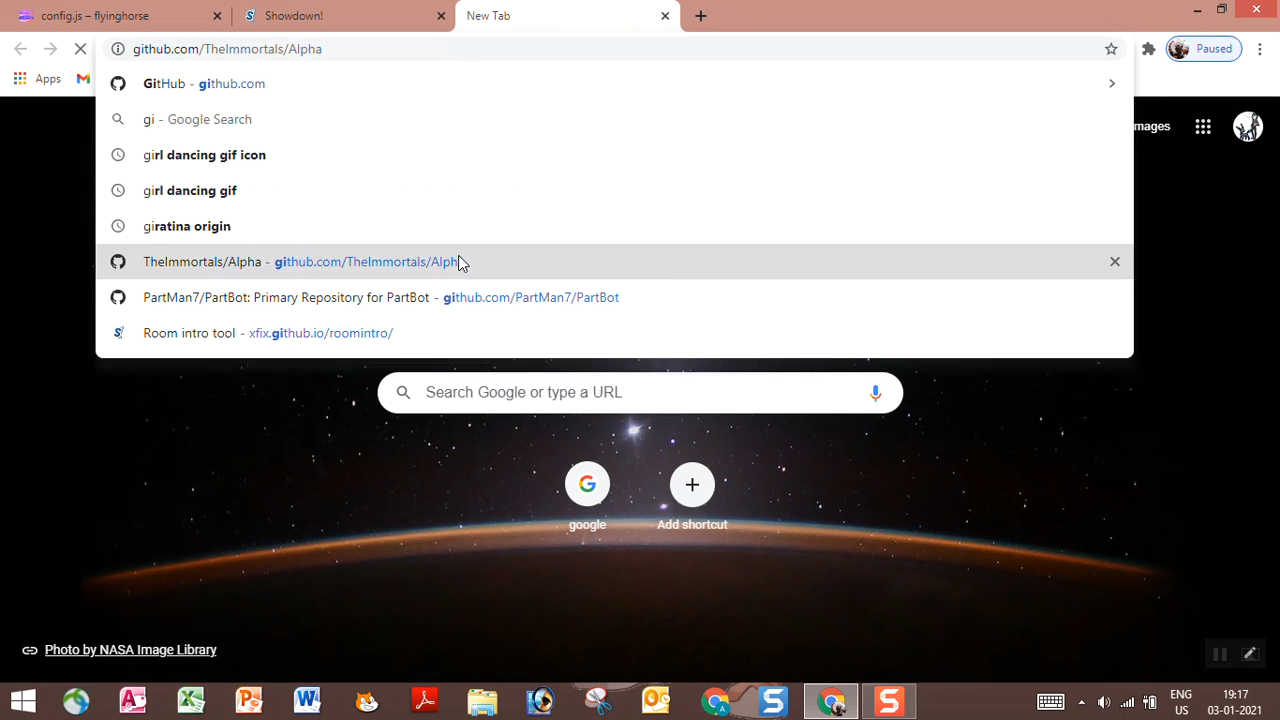 config.js – flyinghorse
Showdown!
New Tab
github.com/TheImmortals/Alpha
Paused
Apps
GitHub - github.com
gi - Google Search
girl dancing gif icon
girl dancing gif
giratina origin
TheImmortals/Alpha - github.com/TheImmortals/Alph
PartMan7/PartBot: Primary Repository for PartBot - github.com/PartMan7/PartBot
Room intro tool - xfix.github.io/roomintro/
mages
Search Google or type a URL
google
Add shortcut
Photo by NASA Image Library
ENG
US
19:17
03-01-2021